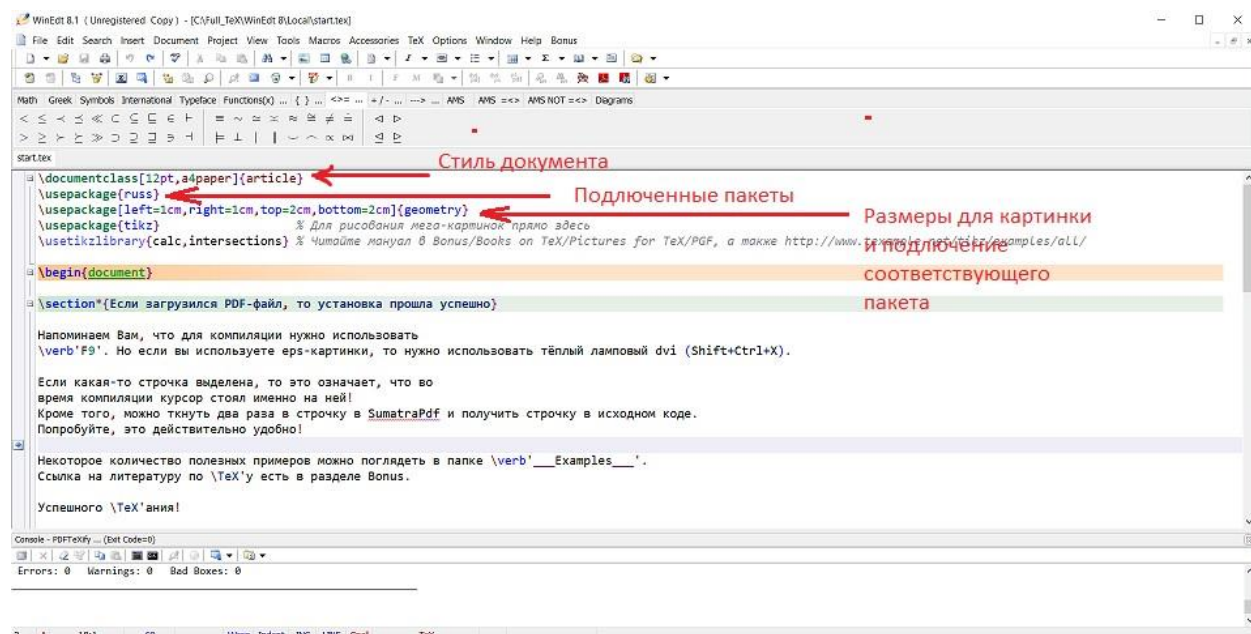 WinEdt 8.1 (Unregistered Copy) - [C:\Full_TeX\WinEdt 8\Local\start.tex]
File Edit Search Insert Document Project View Tools Macros Accessories TeX Options Window Help Bonus
Math Greek Symbols International Typeface Functions(x) ... { } ... <>= ... +/- ... ---> ... AMS AMS =<> AMS NOT =<> Diagrams
start.tex
Стиль документа
\documentclass[12pt,a4paper]{article}
\usepackage{russ}
Подлюченные пакеты
\usepackage[left=1cm,right=1cm,top=2cm,bottom=2cm]{geometry}
Размеры для картинки
и подлючение
соответствующего
пакета
\usepackage{tikz} % Для рисования мега-картинок прямо здесь
\usetikzlibrary{calc,intersections} % Читайте мануал в Bonus/Books on TeX/Pictures for TeX/PGF, а также http://www.texample.net/tikz/examples/all/
\begin{document}
\section*{Если загрузился PDF-файл, то установка прошла успешно}
Напоминаем Вам, что для компиляции нужно использовать
\verb'F9'. Но если вы используете eps-картинки, то нужно использовать тёплый ламповый dvi (Shift+Ctrl+X).
Если какая-то строчка выделена, то это означает, что во
время компиляции курсор стоял именно на ней!
Кроме того, можно ткнуть два раза в строчку в SumatraPdf и получить строчку в исходном коде.
Попробуйте, это действительно удобно!
Некоторое количество полезных примеров можно поглядеть в папке \verb'___Examples___'.
Ссылка на литературу по \TeX'у есть в разделе Bonus.
Успешного \TeX'ания!
Console - PDFTeXify ... (Exit Code=0)
Errors: 0 Warnings: 0 Bad Boxes: 0